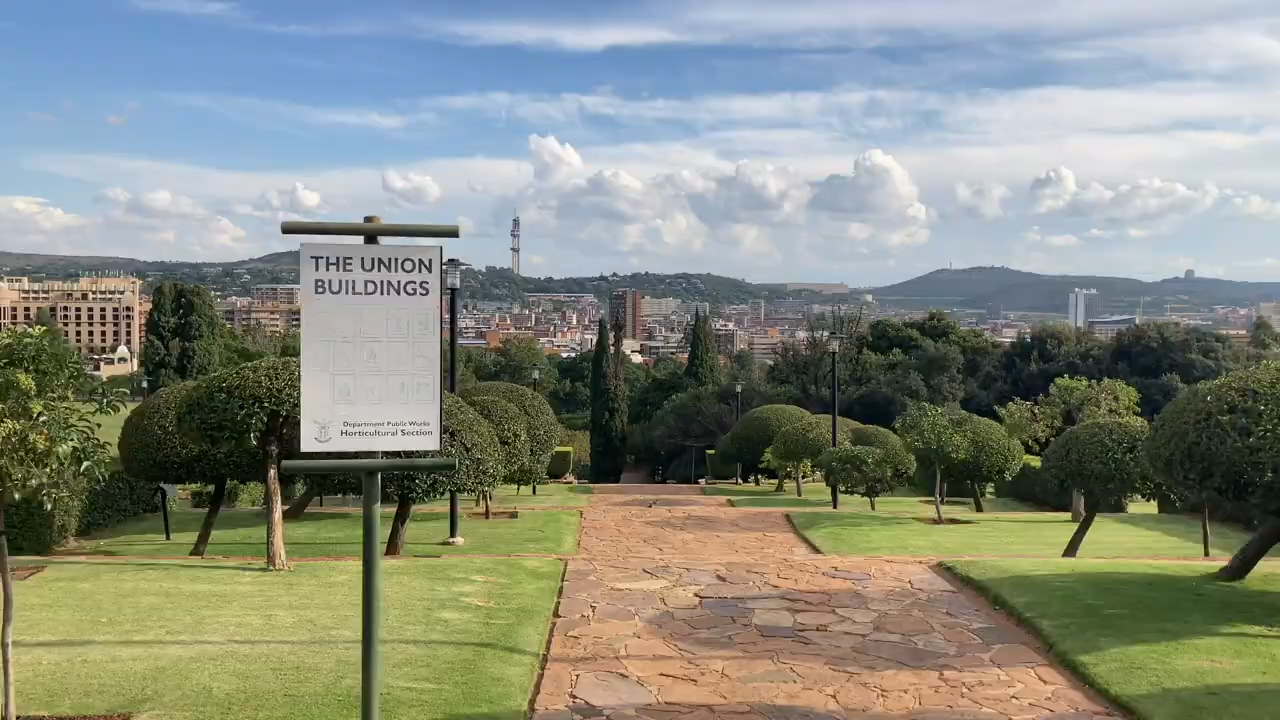 THE UNION
BUILDINGS
Department Public Works
Horticultural Section